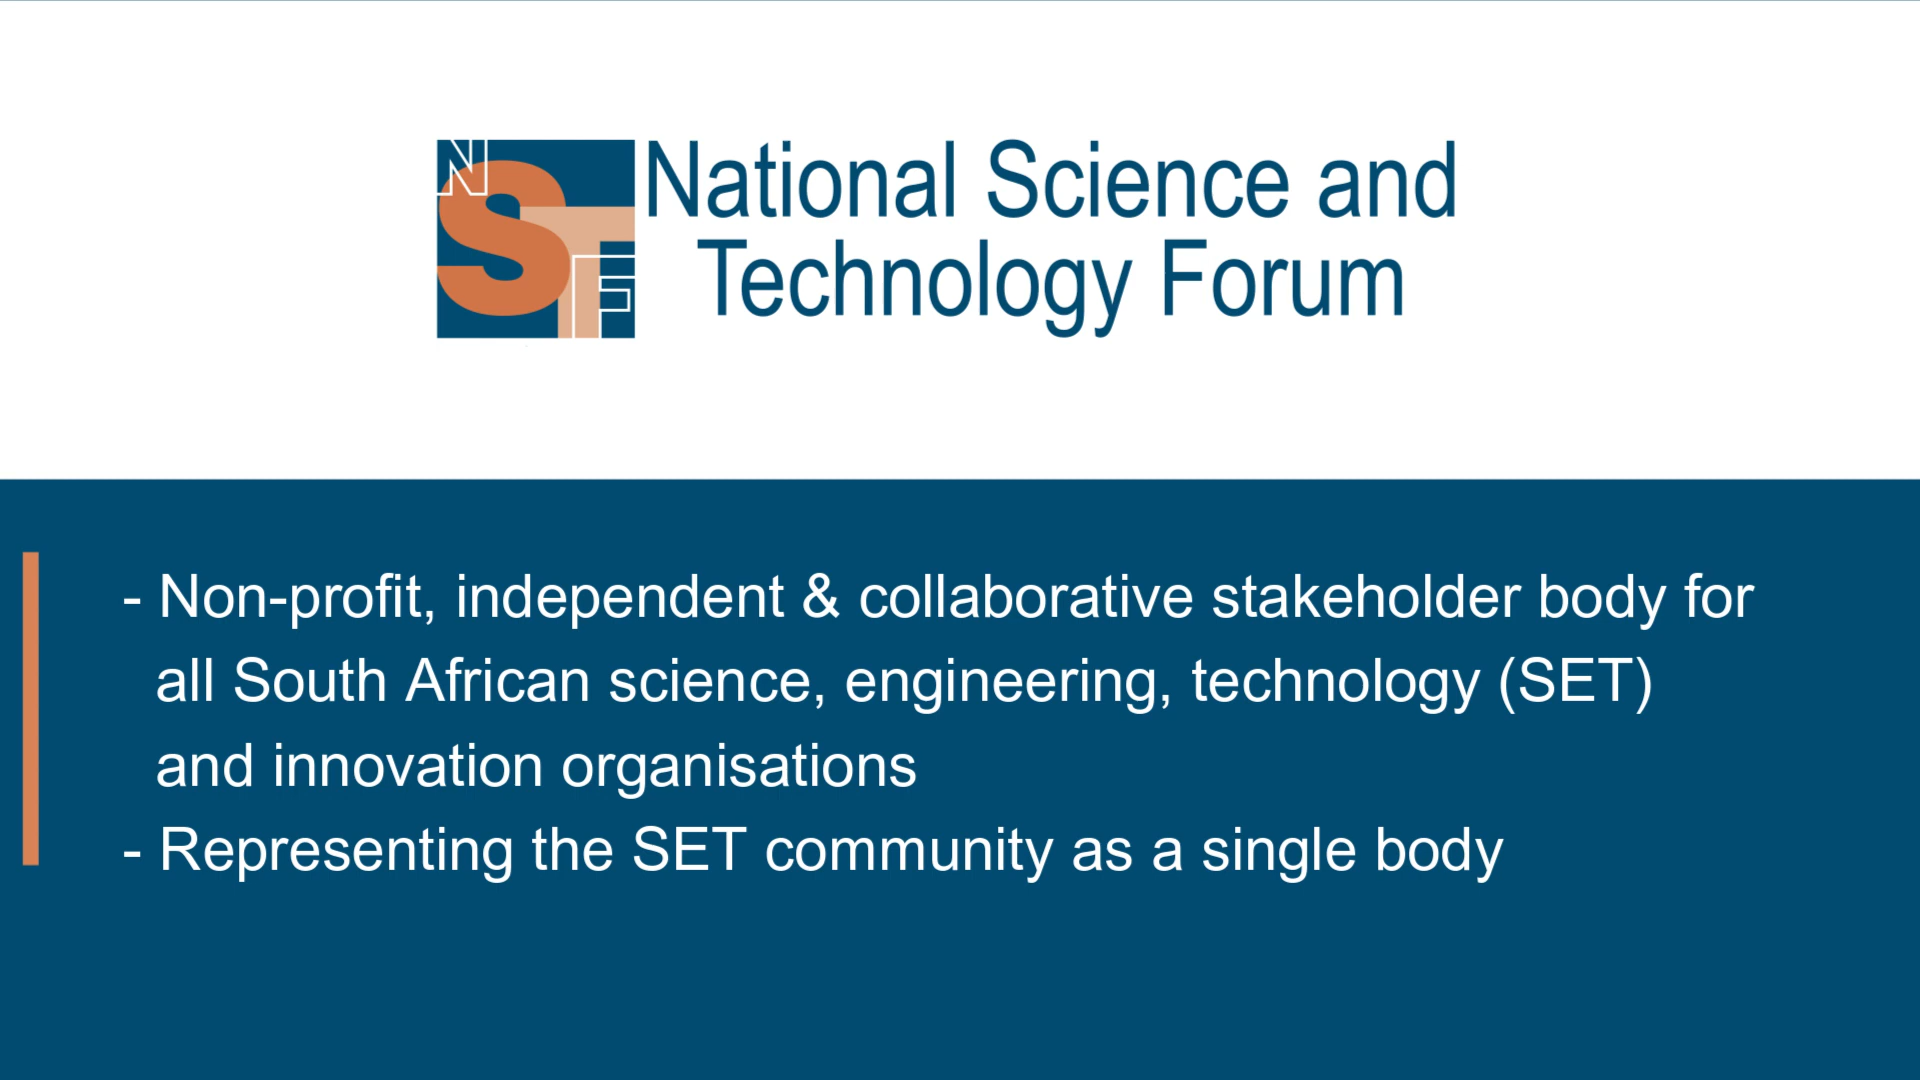 NSTF
National Science and
Technology Forum
- Non-profit, independent & collaborative stakeholder body for
all South African science, engineering, technology (SET)
and innovation organisations
- Representing the SET community as a single body